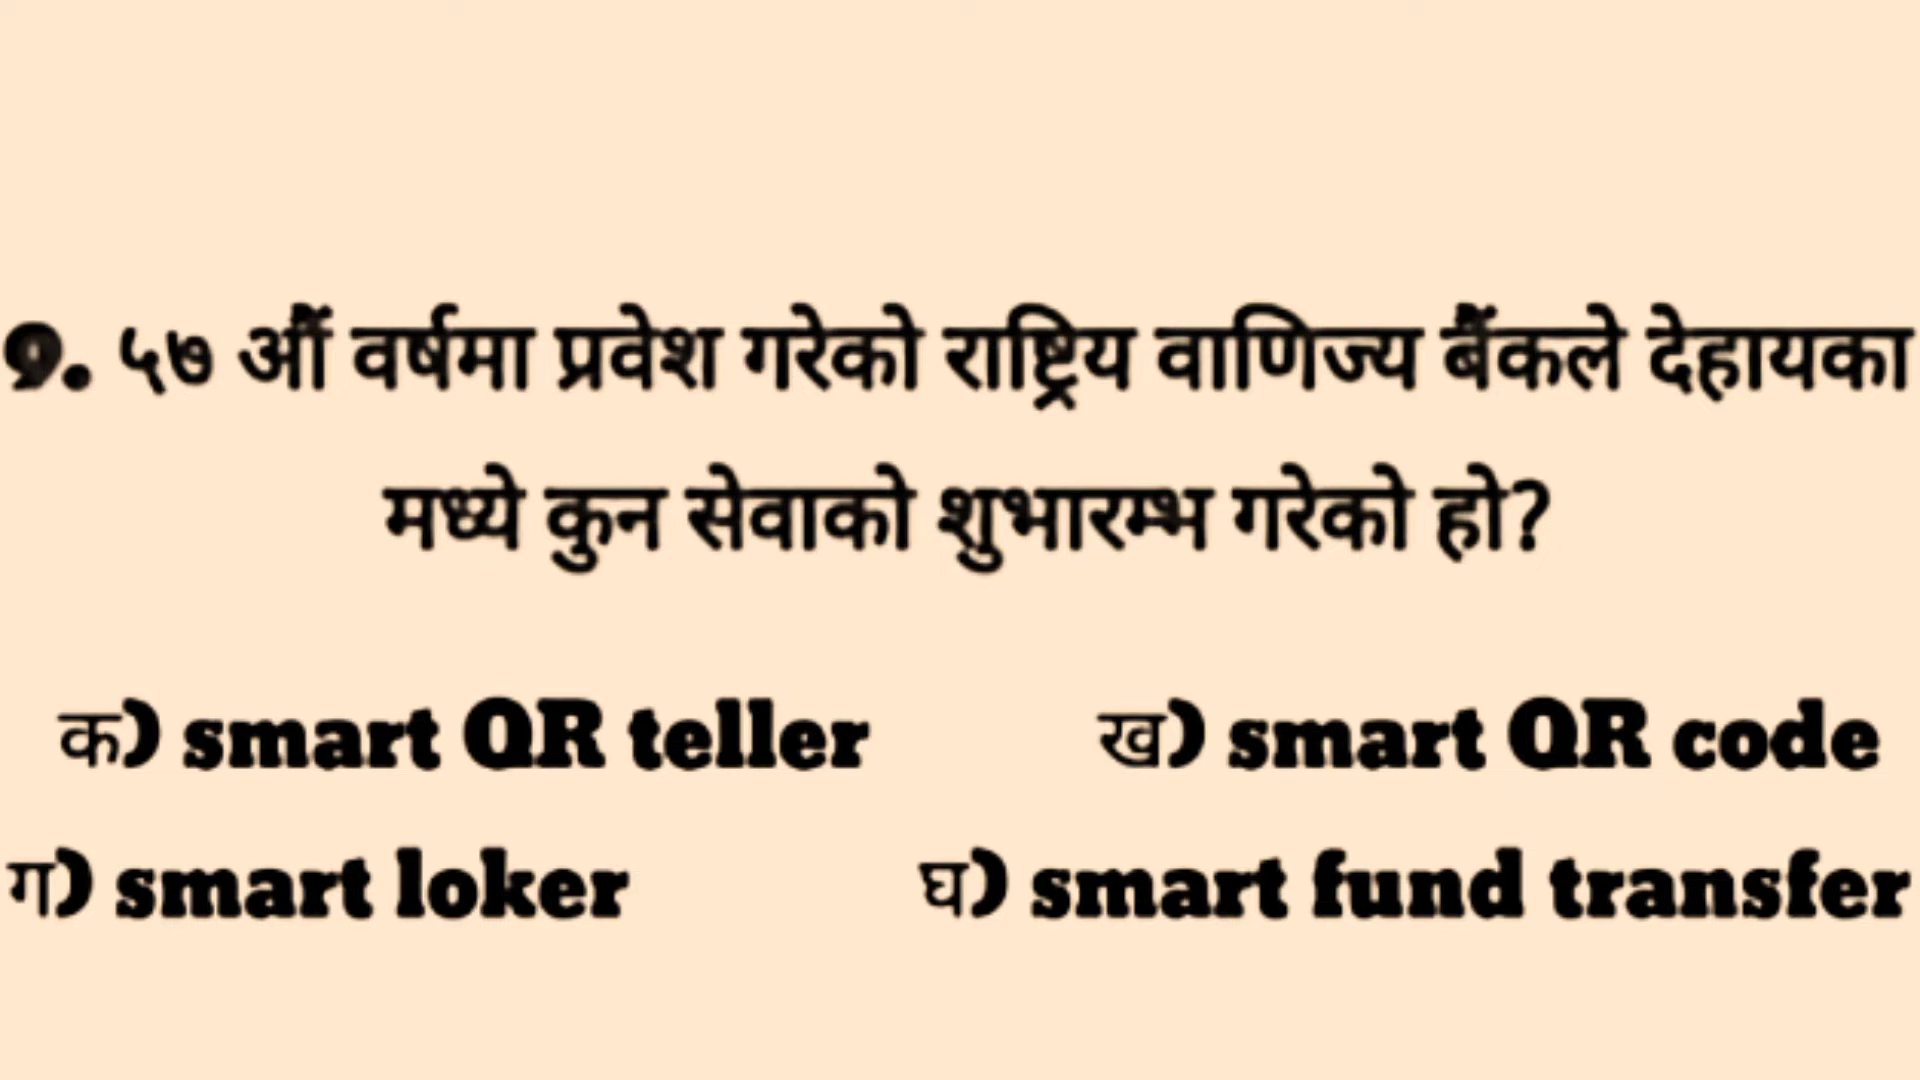 १. ५७ औं वर्षमा प्रवेश गरेको राष्ट्रिय वाणिज्य बैंकले देहायका
मध्ये कुन सेवाको शुभारम्भ गरेको हो?
क) smart QR teller ख) smart QR code
ग) smart loker घ) smart fund transfer